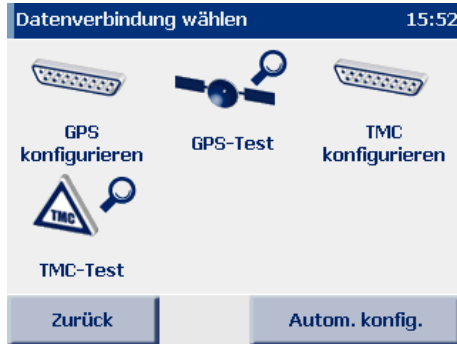 Datenverbindung wählen 15:52
GPS
konfigurieren
GPS-Test
TMC
konfigurieren
TMC
TMC-Test
Zurück
Autom. konfig.